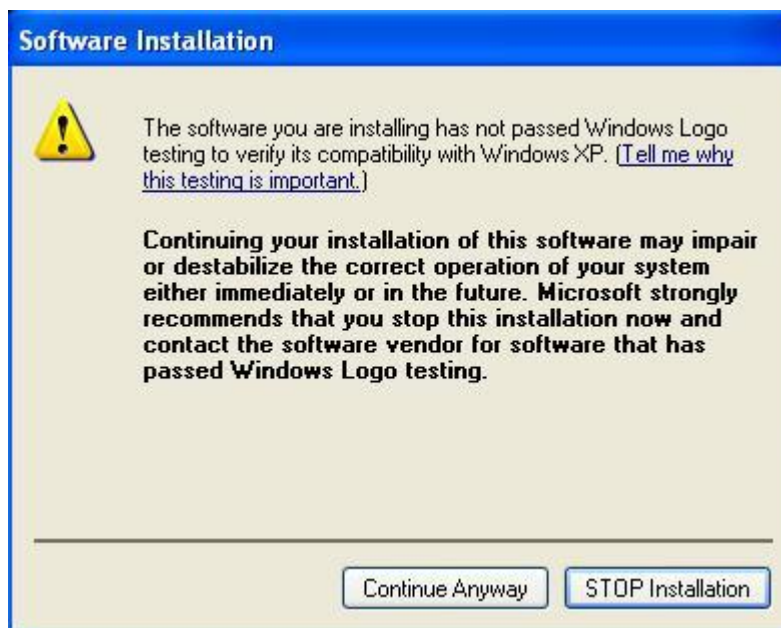 Software Installation
The software you are installing has not passed Windows Logo
testing to verify its compatibility with Windows XP. (Tell me why
this testing is important.)
Continuing your installation of this software may impair
or destabilize the correct operation of your system
either immediately or in the future. Microsoft strongly
recommends that you stop this installation now and
contact the software vendor for software that has
passed Windows Logo testing.
Continue Anyway
STOP Installation